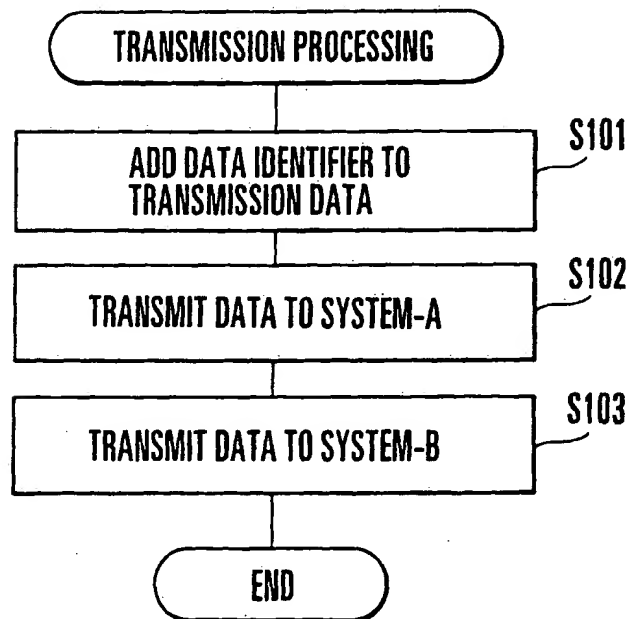 TRANSMISSION PROCESSING
S101
ADD DATA IDENTIFIER TO
TRANSMISSION DATA
S102
TRANSMIT DATA TO SYSTEM-A
S103
TRANSMIT DATA TO SYSTEM-B
END